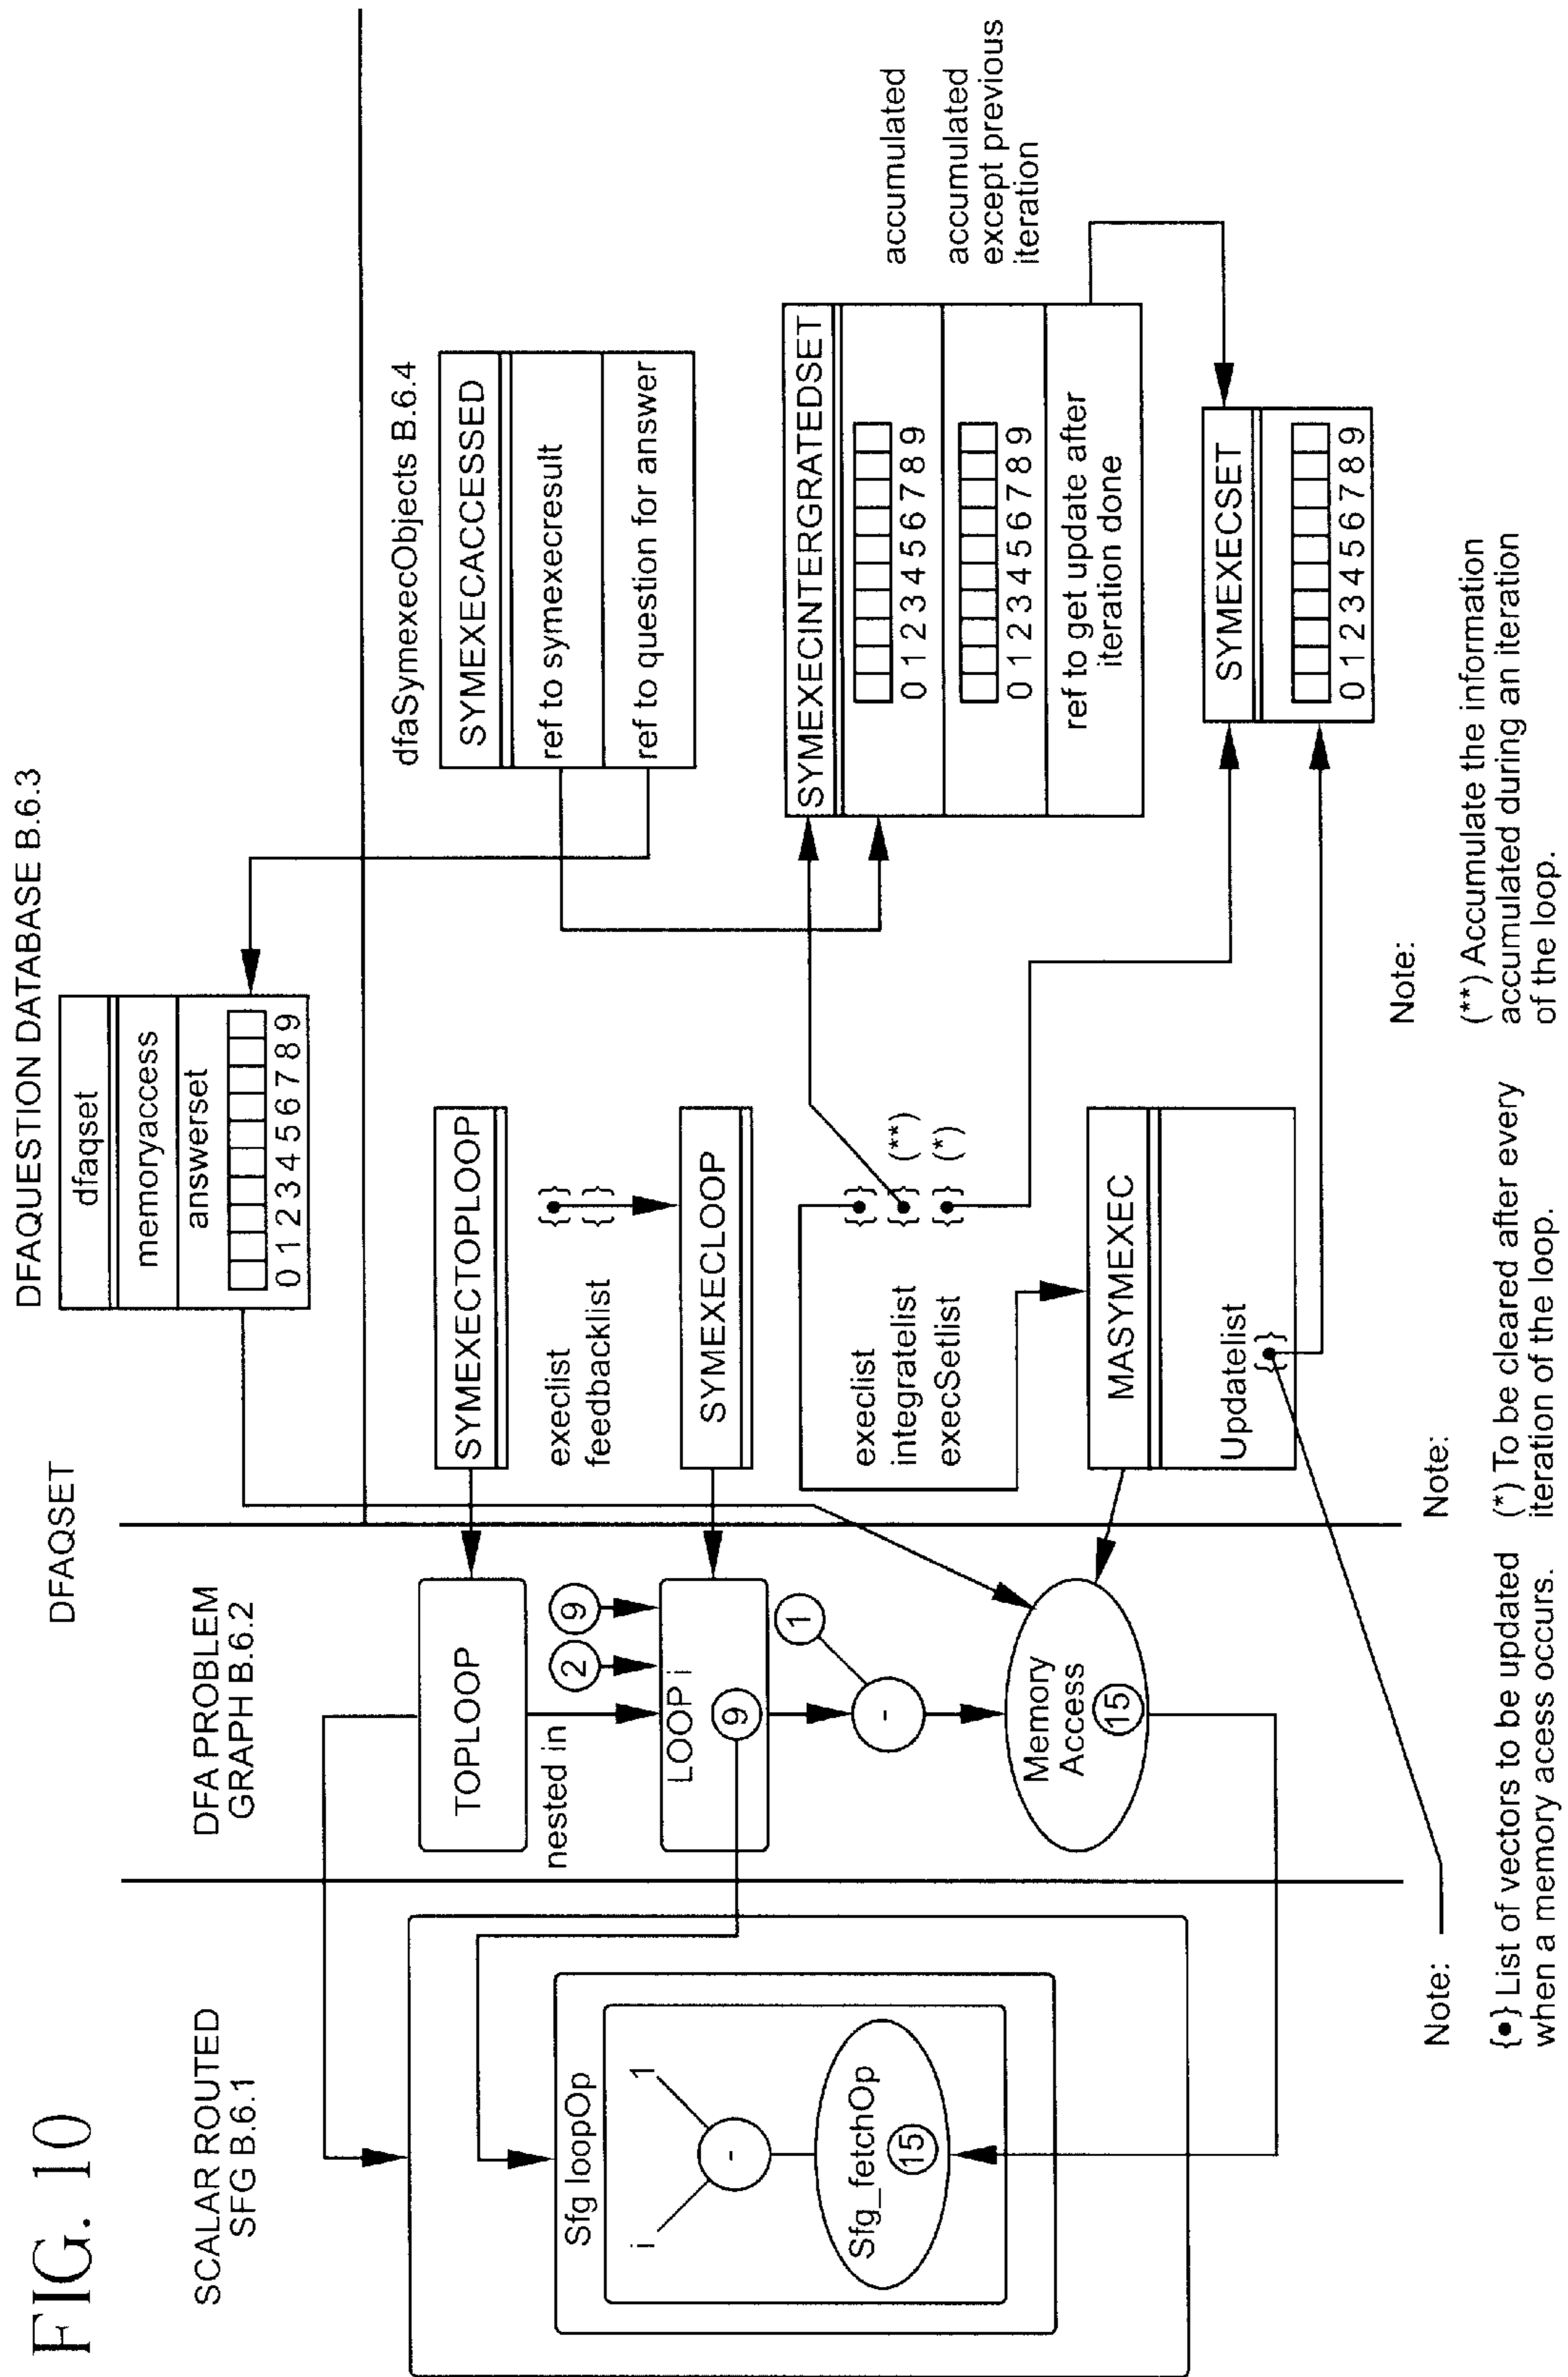 FIG. 10
DFAQSET
SCALAR ROUTED
SFG B.6.1
Sfg loopOp
i
1
-
Sfg_fetchOp
15
DFA PROBLEM
GRAPH B.6.2
TOPLOOP
nested in
2
9
LOOP i
9
1
-
Memory
Access
15
DFAQUESTION DATABASE B.6.3
dfaqset
memoryaccess
answerset
0 1 2 3 4 5 6 7 8 9
SYMEXECTOPLOOP
execlist
{•}
feedbacklist
{ }
SYMEXECLOOP
execlist
{•}
integratelist
{•} (**)
execSetlist
{•} (*)
MASYMEXEC
Updatelist
{•}
dfaSymexecObjects B.6.4
SYMEXECACCESSED
ref to symexecresult
ref to question for answer
SYMEXECINTERGRATEDSET
0 1 2 3 4 5 6 7 8 9
accumulated
0 1 2 3 4 5 6 7 8 9
accumulated
except previous
iteration
ref to get update after
iteration done
SYMEXECSET
0 1 2 3 4 5 6 7 8 9
Note:
{•} List of vectors to be updated
when a memory acess occurs.
Note:
(*) To be cleared after every
iteration of the loop.
Note:
(**) Accumulate the information
accumulated during an iteration
of the loop.